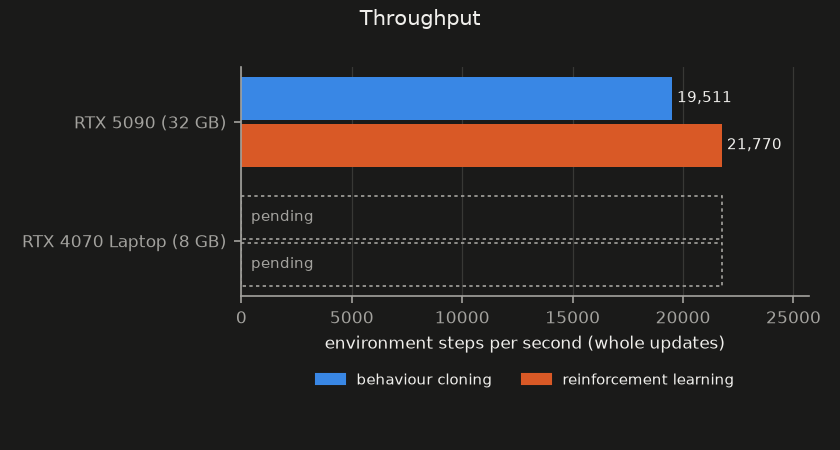 Throughput
RTX 5090 (32 GB)
19,511
21,770
RTX 4070 Laptop (8 GB)
pending
pending
0 5000 10000 15000 20000 25000
environment steps per second (whole updates)
behaviour cloning reinforcement learning